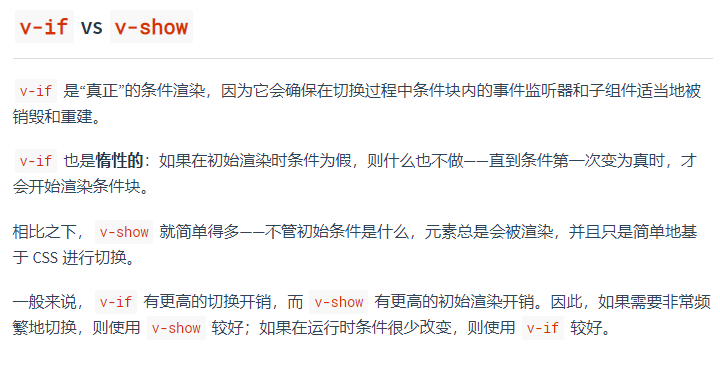 v-if vs v-show
v-if 是“真正”的条件渲染，因为它会确保在切换过程中条件块内的事件监听器和子组件适当地被
销毁和重建。
v-if 也是惰性的：如果在初始渲染时条件为假，则什么也不做——直到条件第一次变为真时，才
会开始渲染条件块。
相比之下， v-show 就简单得多——不管初始条件是什么，元素总是会被渲染，并且只是简单地基
于 CSS 进行切换。
一般来说， v-if 有更高的切换开销，而 v-show 有更高的初始渲染开销。因此，如果需要非常频
繁地切换，则使用 v-show 较好；如果在运行时条件很少改变，则使用 v-if 较好。